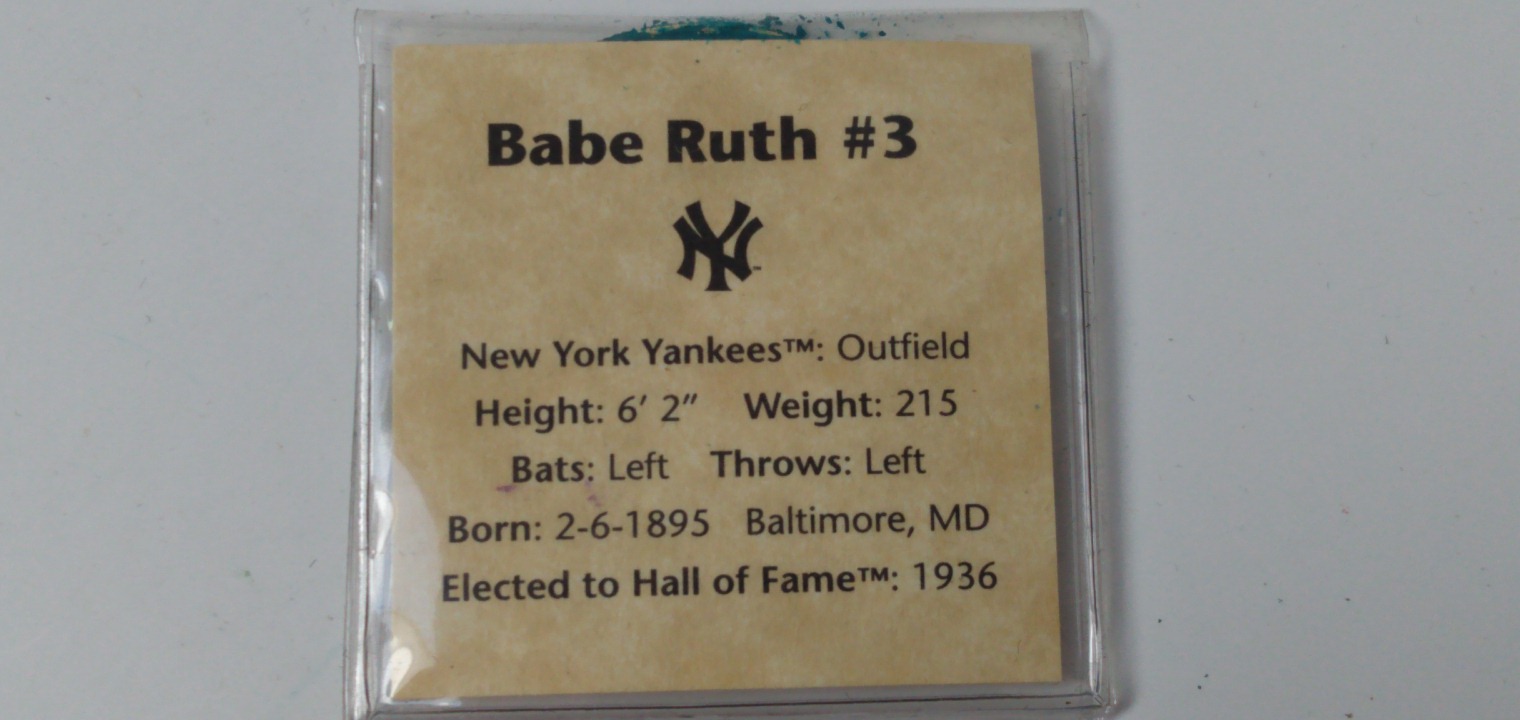 Babe Ruth #3
NY
New York Yankees™: Outfield
Height: 6' 2" Weight: 215
Bats: Left Throws: Left
Born: 2-6-1895 Baltimore, MD
Elected to Hall of Fame™: 1936